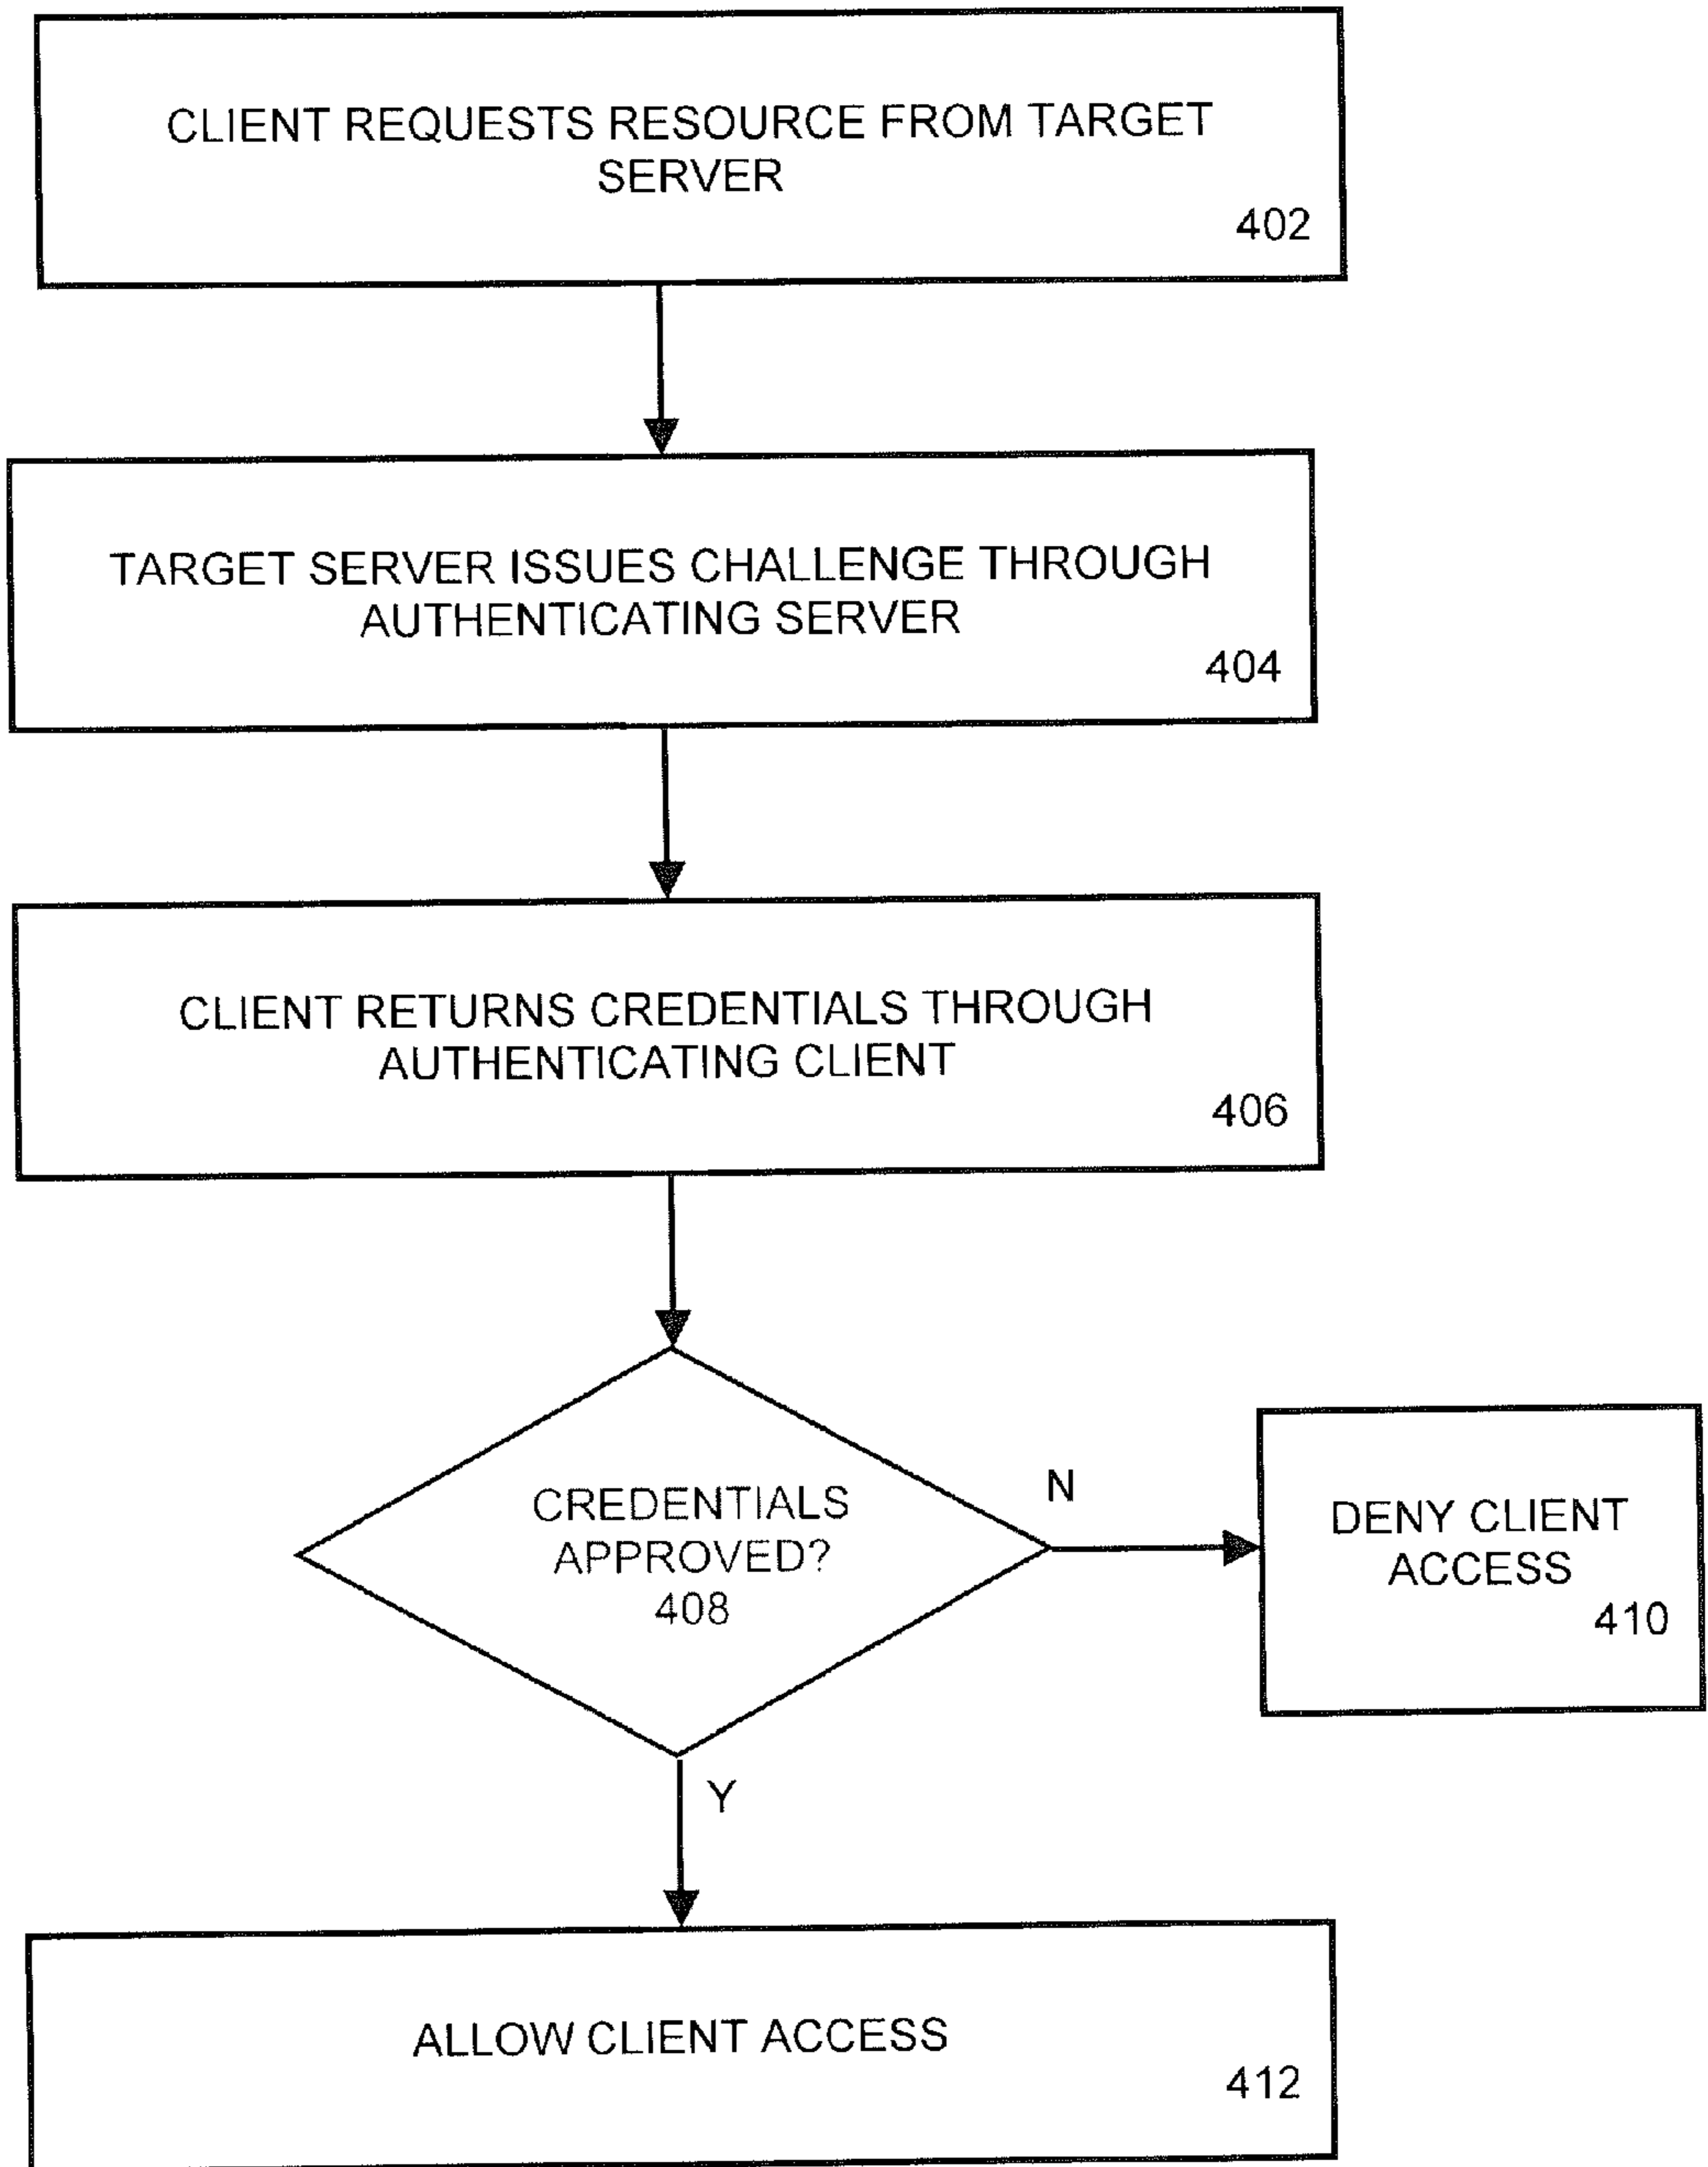 CLIENT REQUESTS RESOURCE FROM TARGET
SERVER
402
TARGET SERVER ISSUES CHALLENGE THROUGH
AUTHENTICATING SERVER
404
CLIENT RETURNS CREDENTIALS THROUGH
AUTHENTICATING CLIENT
406
CREDENTIALS
APPROVED?
408
N
DENY CLIENT
ACCESS
410
Y
ALLOW CLIENT ACCESS
412